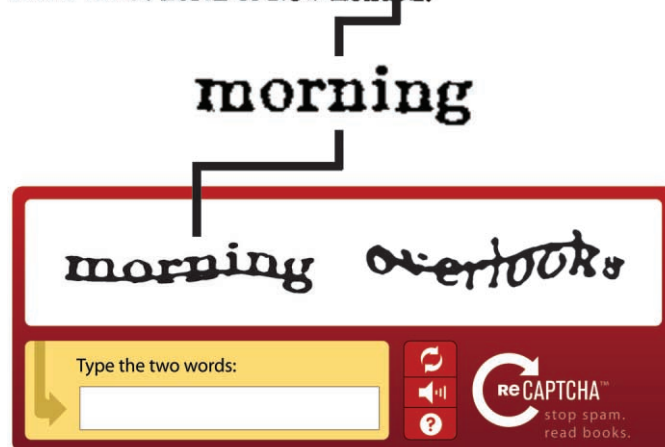 morning
morning overlooks
Type the two words:
?
ReCAPTCHA™
stop spam.
read books.